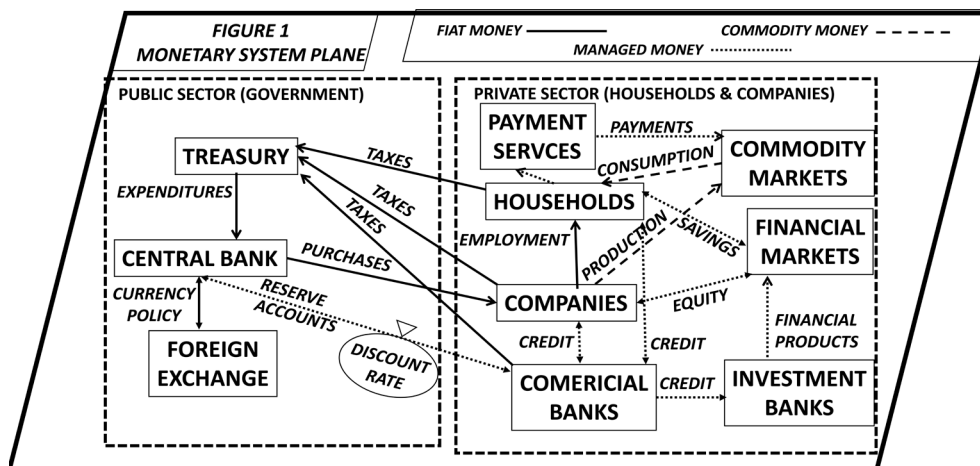 FIGURE 1
MONETARY SYSTEM PLANE
FIAT MONEY
COMMODITY MONEY
MANAGED MONEY
PUBLIC SECTOR (GOVERNMENT)
PRIVATE SECTOR (HOUSEHOLDS & COMPANIES)
PAYMENT
SERVCES
PAYMENTS
COMMODITY
MARKETS
TREASURY
TAXES
CONSUMPTION
EXPENDITURES
TAXES
TAXES
HOUSEHOLDS
EMPLOYMENT
PRODUCTION
SAVINGS
FINANCIAL
MARKETS
CENTRAL BANK
PURCHASES
COMPANIES
EQUITY
CURRENCY
POLICY
RESERVE
ACCOUNTS
FINANCIAL
PRODUCTS
FOREIGN
EXCHANGE
DISCOUNT
RATE
CREDIT
CREDIT
COMERICIAL
BANKS
CREDIT
INVESTMENT
BANKS